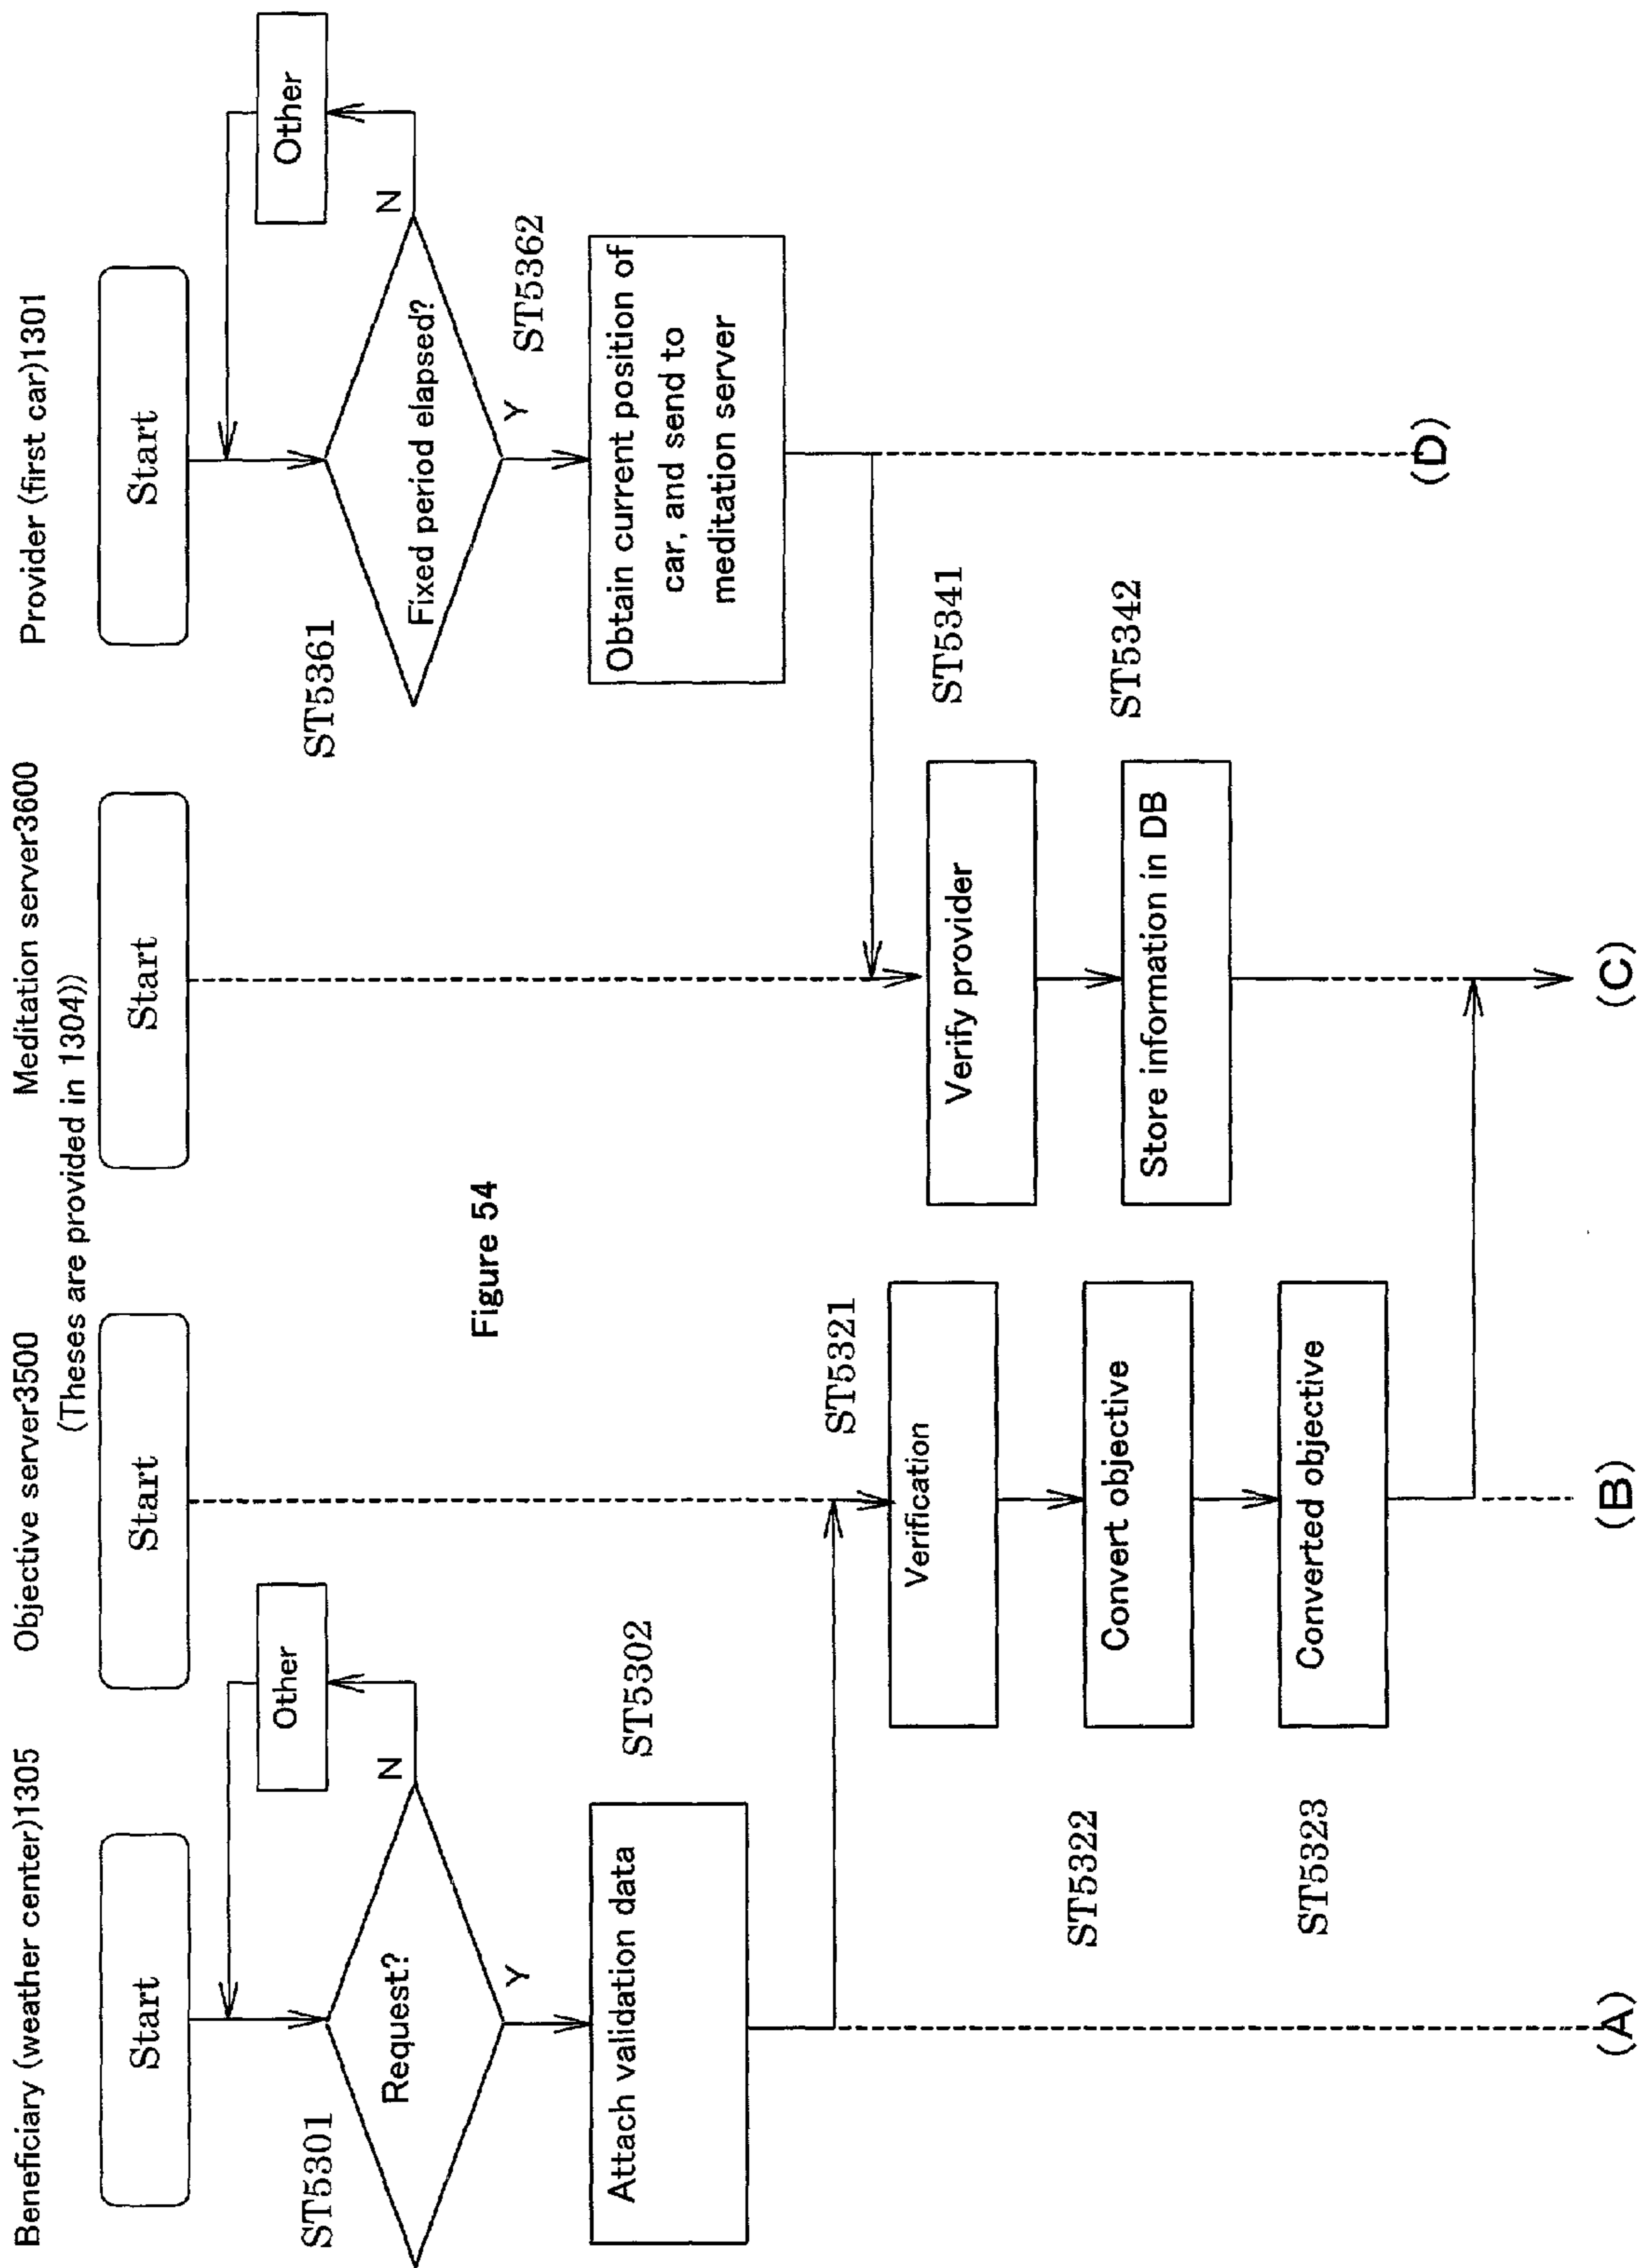 Beneficiary (weather center)1305
Objective server3500
Meditation server3600
Provider (first car)1301
(Theses are provided in 1304))
Start
Start
Start
Start
Other
Other
ST5301
Request?
N
Y
ST5361
Fixed period elapsed?
N
Y
Figure 54
ST5302
Attach validation data
ST5362
Obtain current position of
car, and send to
meditation server
ST5321
Verification
ST5341
Verify provider
ST5322
Convert objective
ST5342
Store information in DB
ST5323
Converted objective
(A)
(B)
(C)
(D)